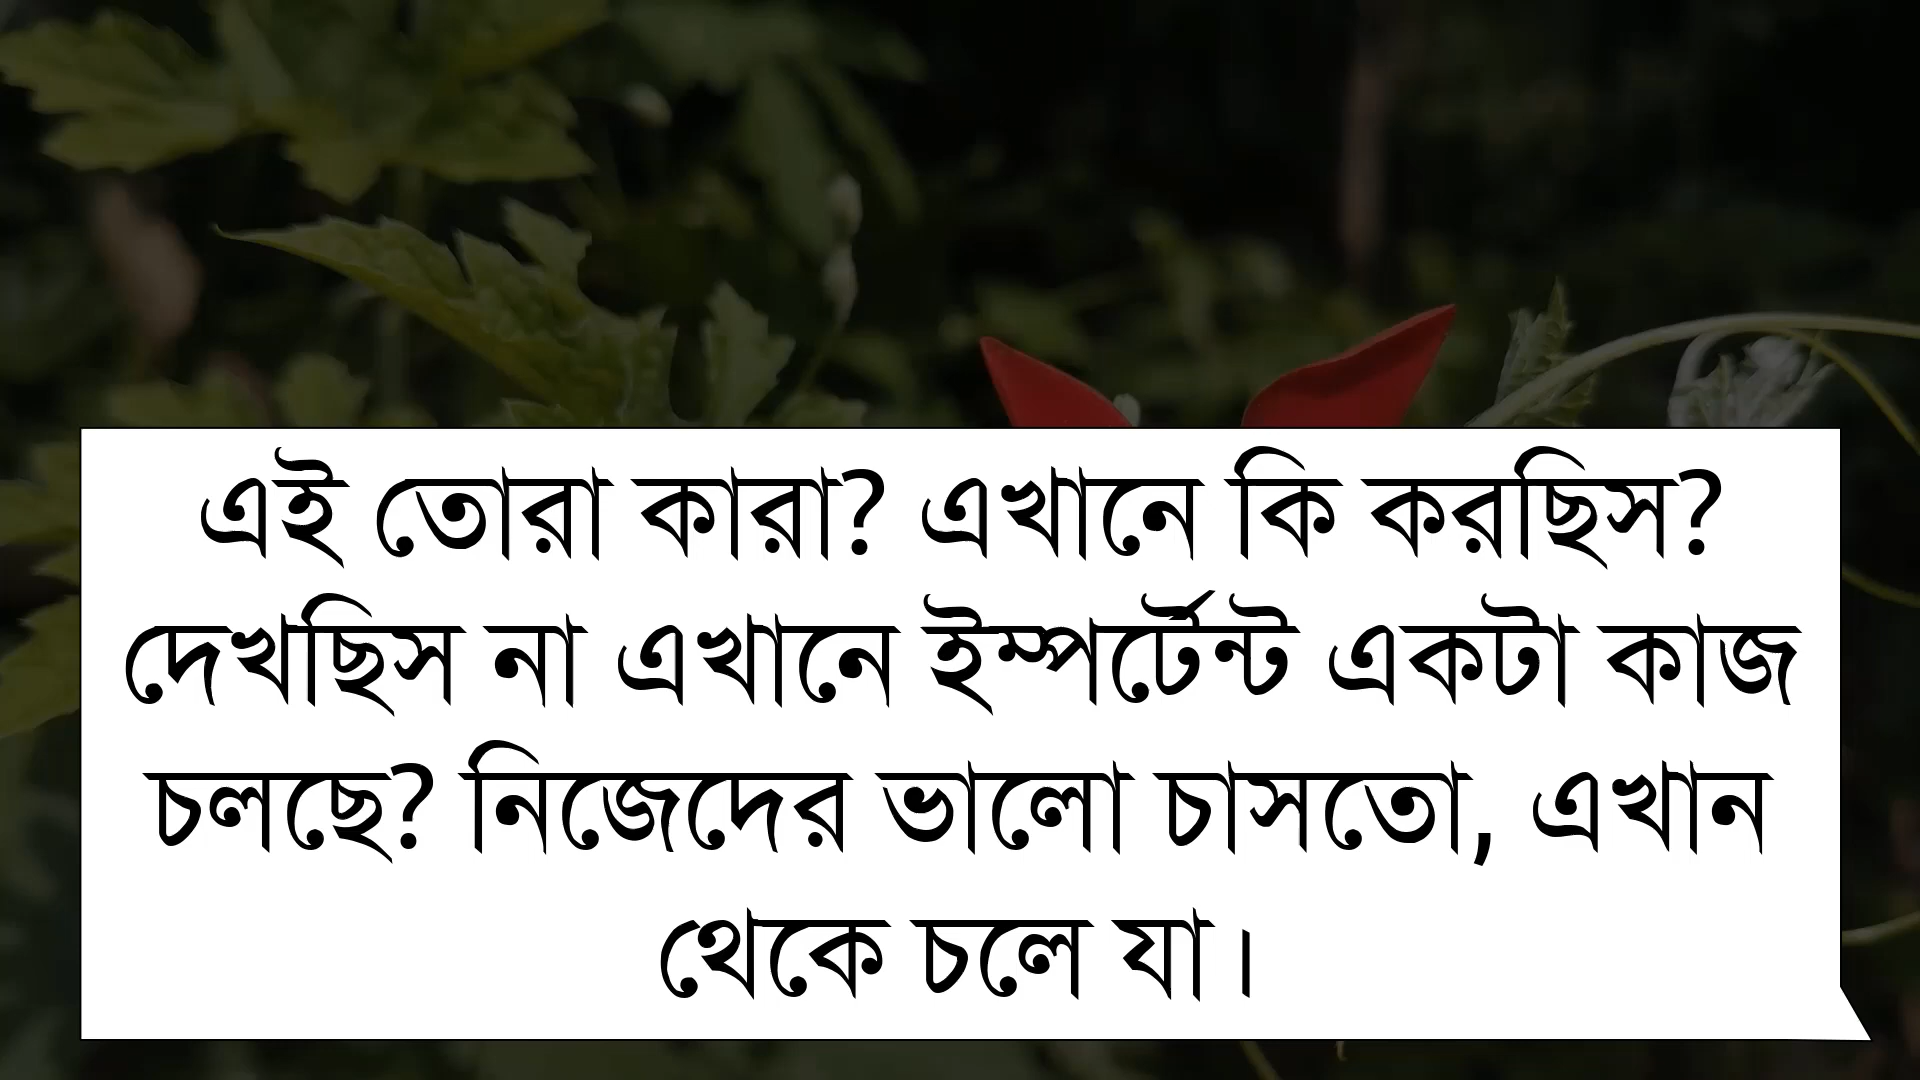 এই তোরা কারা? এখানে কি করছিস?
দেখছিস না এখানে ইম্পর্টেন্ট একটা কাজ
চলছে? নিজেদের ভালো চাসতো, এখান
থেকে চলে যা।